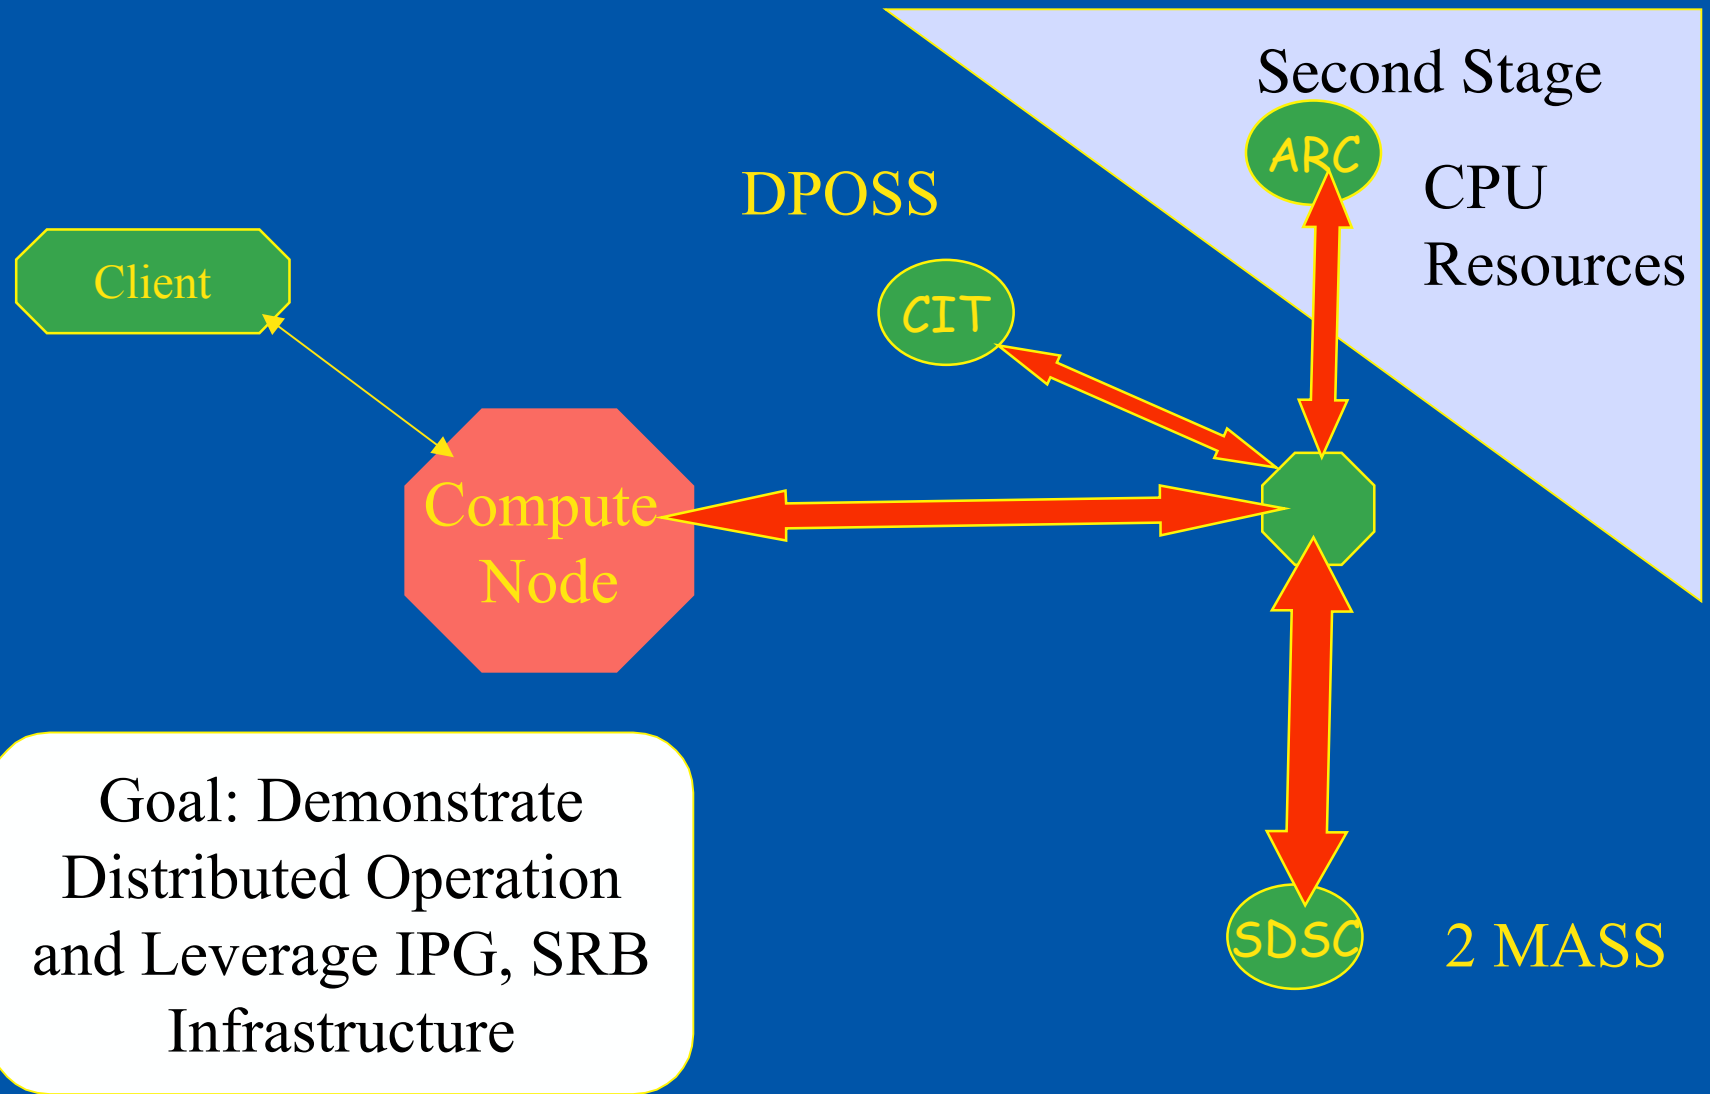 Second Stage
ARC
CPU
Resources
DPOSS
Client
CIT
Compute
Node
Goal: Demonstrate
Distributed Operation
and Leverage IPG, SRB
Infrastructure
SDSC
2 MASS